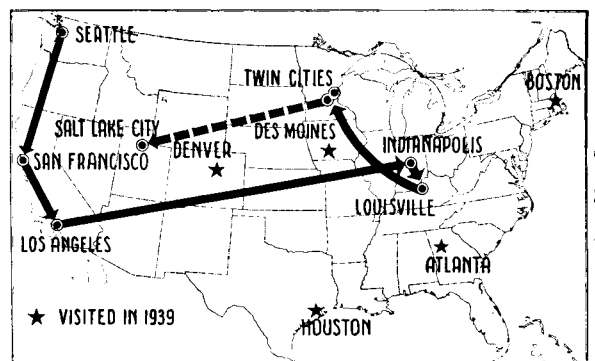 SEATTLE
TWIN CITIES
BOSTON
SALT LAKE CITY
DES MOINES
DENVER
INDIANAPOLIS
SAN FRANCISCO
LOUISVILLE
LOS ANGELES
ATLANTA
VISITED IN 1939
HOUSTON